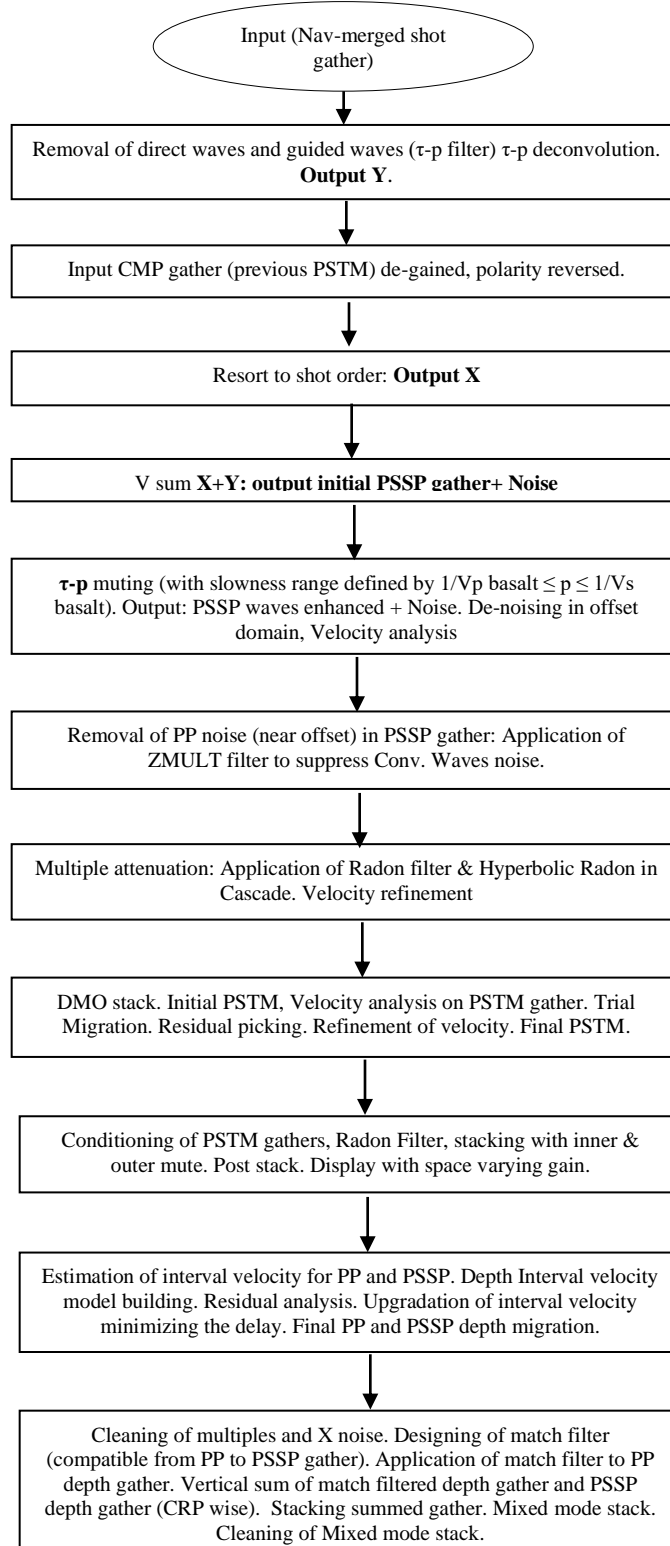 Input (Nav-merged shot
gather)
Removal of direct waves and guided waves (τ-p filter) τ-p deconvolution.
Output Y.
Input CMP gather (previous PSTM) de-gained, polarity reversed.
Resort to shot order: Output X
V sum X+Y: output initial PSSP gather+ Noise
τ-p muting (with slowness range defined by 1/Vp basalt ≤ p ≤ 1/Vs
basalt). Output: PSSP waves enhanced + Noise. De-noising in offset
domain, Velocity analysis
Removal of PP noise (near offset) in PSSP gather: Application of
ZMULT filter to suppress Conv. Waves noise.
Multiple attenuation: Application of Radon filter & Hyperbolic Radon in
Cascade. Velocity refinement
DMO stack. Initial PSTM, Velocity analysis on PSTM gather. Trial
Migration. Residual picking. Refinement of velocity. Final PSTM.
Conditioning of PSTM gathers, Radon Filter, stacking with inner &
outer mute. Post stack. Display with space varying gain.
Estimation of interval velocity for PP and PSSP. Depth Interval velocity
model building. Residual analysis. Upgradation of interval velocity
minimizing the delay. Final PP and PSSP depth migration.
Cleaning of multiples and X noise. Designing of match filter
(compatible from PP to PSSP gather). Application of match filter to PP
depth gather. Vertical sum of match filtered depth gather and PSSP
depth gather (CRP wise). Stacking summed gather. Mixed mode stack.
Cleaning of Mixed mode stack.